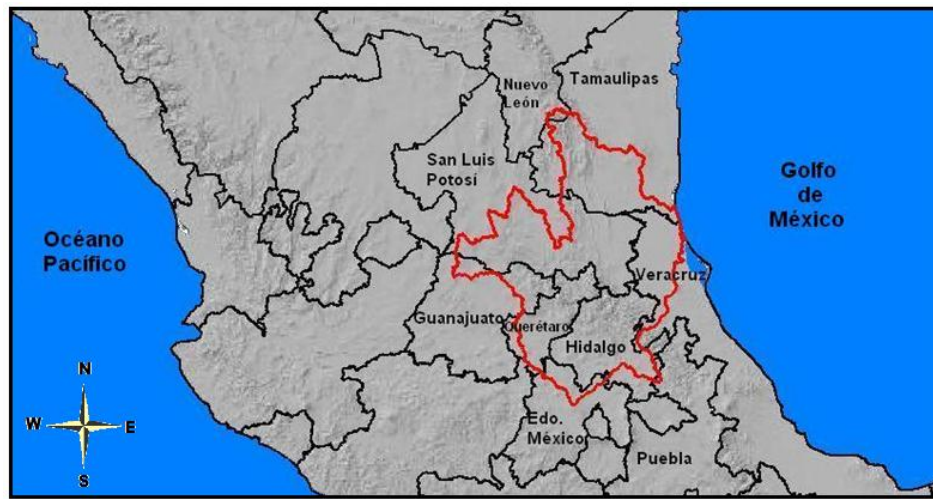 Nuevo
León
Tamaulipas
San Luis
Potosí
Golfo
de
México
Océano
Pacífico
Veracruz
Guanajuato
Querétaro
Hidalgo
Edo.
México
Puebla
N
W
E
S